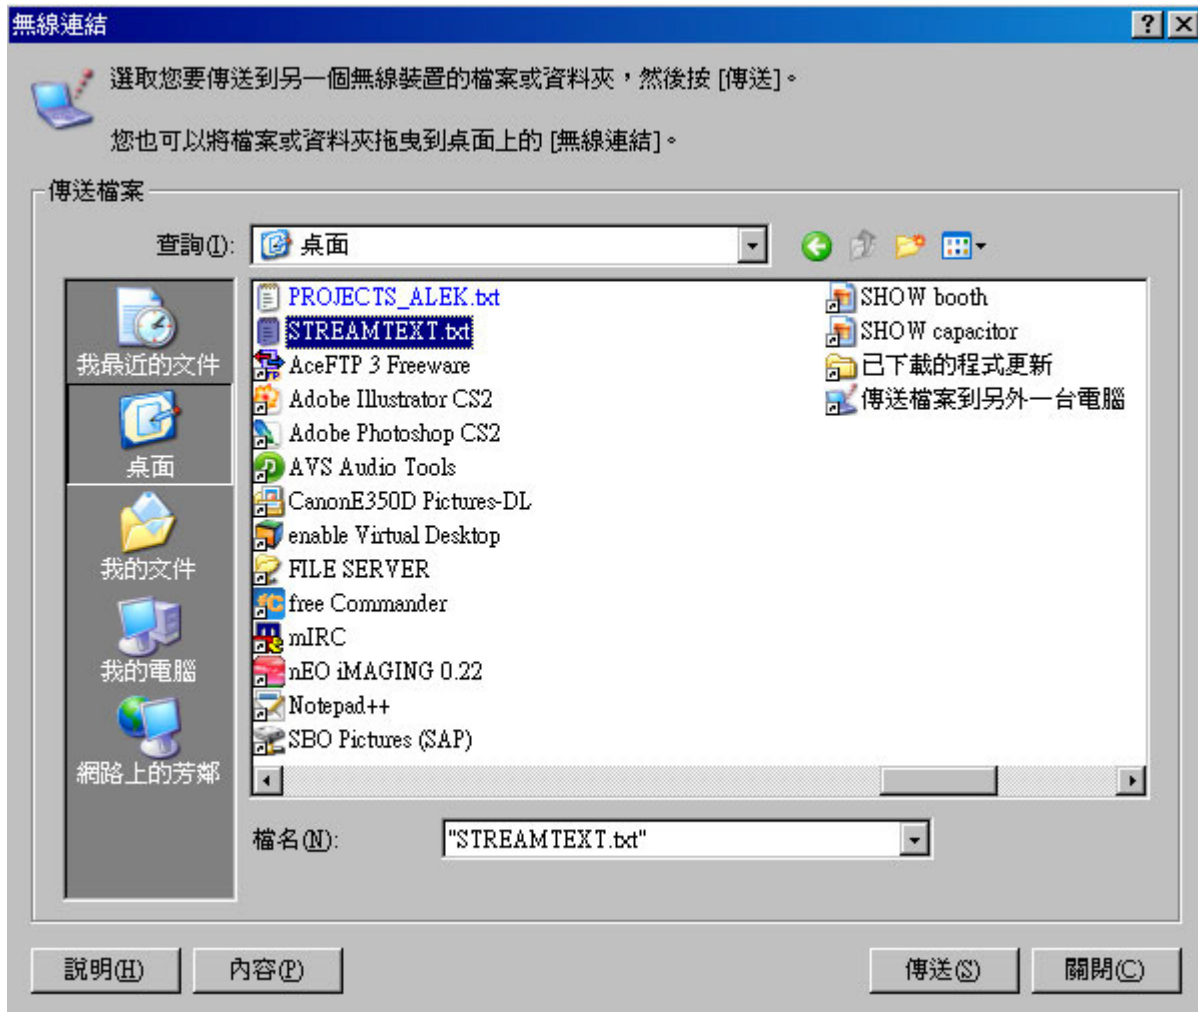 無線連結
選取您要傳送到另一個無線裝置的檔案或資料夾，然後按 [傳送]。
您也可以將檔案或資料夾拖曳到桌面上的 [無線連結]。
傳送檔案
查詢(I):
桌面
我最近的文件
桌面
我的文件
我的電腦
網路上的芳鄰
PROJECTS_ALEK.txt
STREAMTEXT.txt
AceFTP 3 Freeware
Adobe Illustrator CS2
Adobe Photoshop CS2
AVS Audio Tools
CanonE350D Pictures-DL
enable Virtual Desktop
FILE SERVER
free Commander
mIRC
nEO iMAGING 0.22
Notepad++
SBO Pictures (SAP)
SHOW booth
SHOW capacitor
已下載的程式更新
傳送檔案到另外一台電腦
檔名(N):
"STREAMTEXT.txt"
說明(H)
內容(P)
傳送(S)
關閉(C)